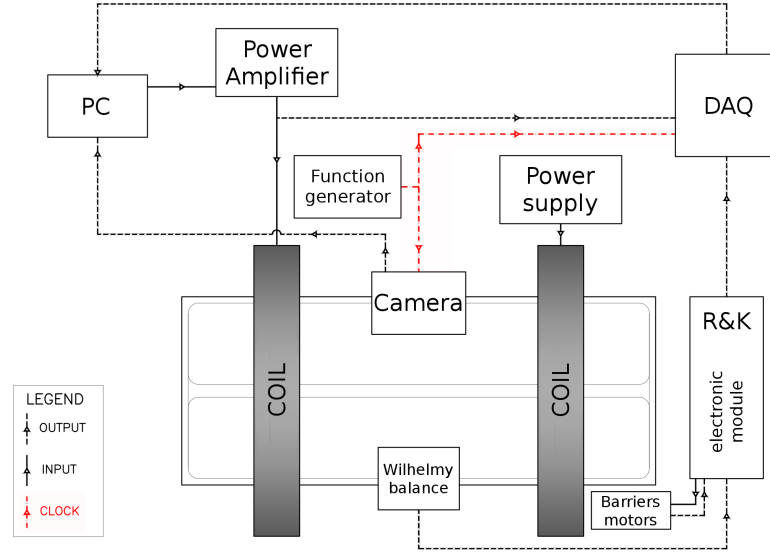 Power
Amplifier
PC
DAQ
Function
generator
Power
supply
Camera
R&K
electronic
module
COIL
COIL
LEGEND
OUTPUT
INPUT
CLOCK
Wilhelmy
balance
Barriers
motors